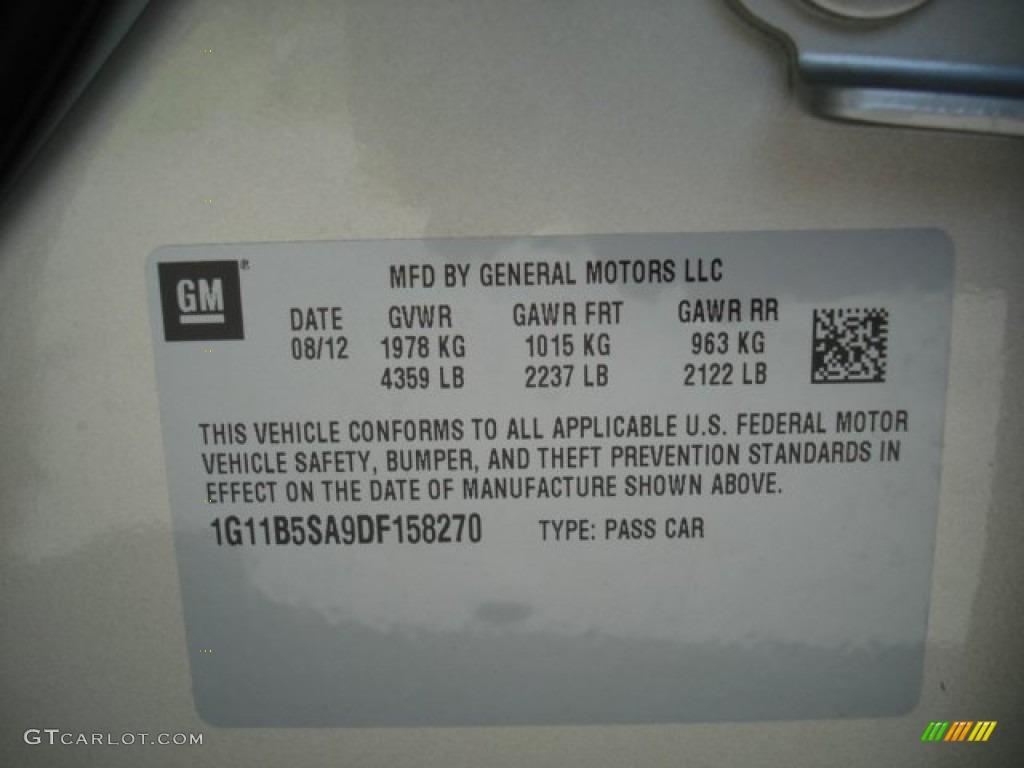 GM®
MFD BY GENERAL MOTORS LLC
DATE GVWR GAWR FRT GAWR RR
08/12 1978 KG 1015 KG 963 KG
4359 LB 2237 LB 2122 LB
THIS VEHICLE CONFORMS TO ALL APPLICABLE U.S. FEDERAL MOTOR
VEHICLE SAFETY, BUMPER, AND THEFT PREVENTION STANDARDS IN
EFFECT ON THE DATE OF MANUFACTURE SHOWN ABOVE.
1G11B5SA9DF158270 TYPE: PASS CAR
GTCARLOT.COM